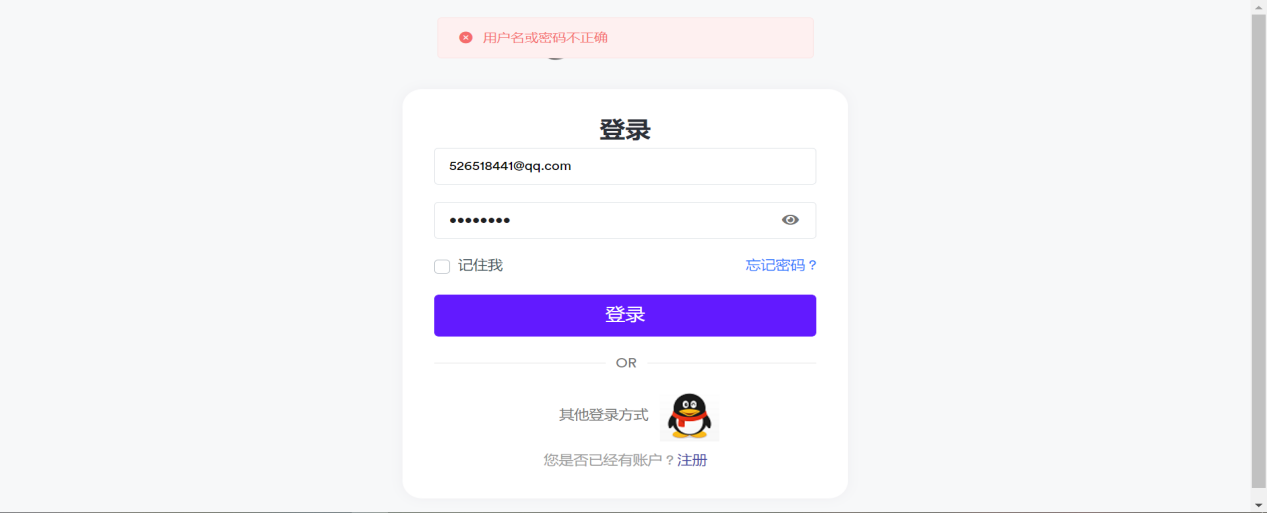 用户名或密码不正确
登录
526518441@qq.com
••••••••
记住我 忘记密码？
登录
OR
其他登录方式
您是否已经有账户？注册